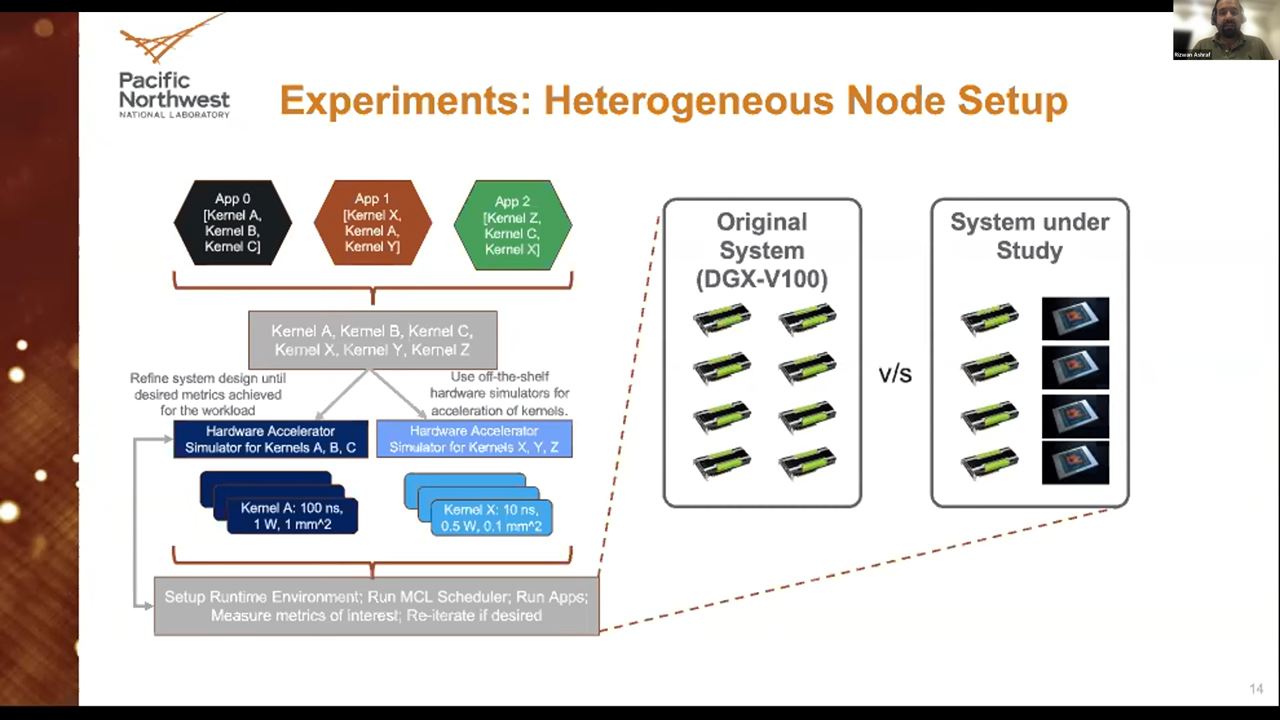 Rizwan Ashraf
Pacific
Northwest
NATIONAL LABORATORY
Experiments: Heterogeneous Node Setup
App 0
[Kernel A,
Kernel B,
Kernel C]
App 1
[Kernel X,
Kernel A,
Kernel Y]
App 2
[Kernel Z,
Kernel C,
Kernel X]
Kernel A, Kernel B, Kernel C,
Kernel X, Kernel Y, Kernel Z
Refine system design until
desired metrics achieved
for the workload
Use off-the-shelf
hardware simulators for
acceleration of kernels.
Hardware Accelerator
Simulator for Kernels A, B, C
Hardware Accelerator
Simulator for Kernels X, Y, Z
Kernel A: 100 ns,
1 W, 1 mm^2
Kernel X: 10 ns,
0.5 W, 0.1 mm^2
Setup Runtime Environment; Run MCL Scheduler; Run Apps;
Measure metrics of interest; Re-iterate if desired
Original
System
(DGX-V100)
v/s
System under
Study
14